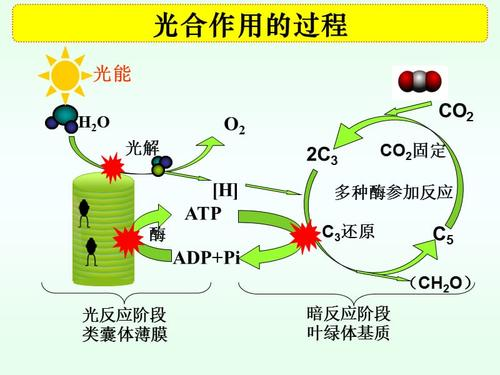 光合作用的过程
光能
H₂O
光解
O₂
[H]
ATP
酶
ADP+Pi
CO₂
2C₃
CO₂固定
多种酶参加反应
C₃还原
C₅
（CH₂O）
光反应阶段
类囊体薄膜
暗反应阶段
叶绿体基质